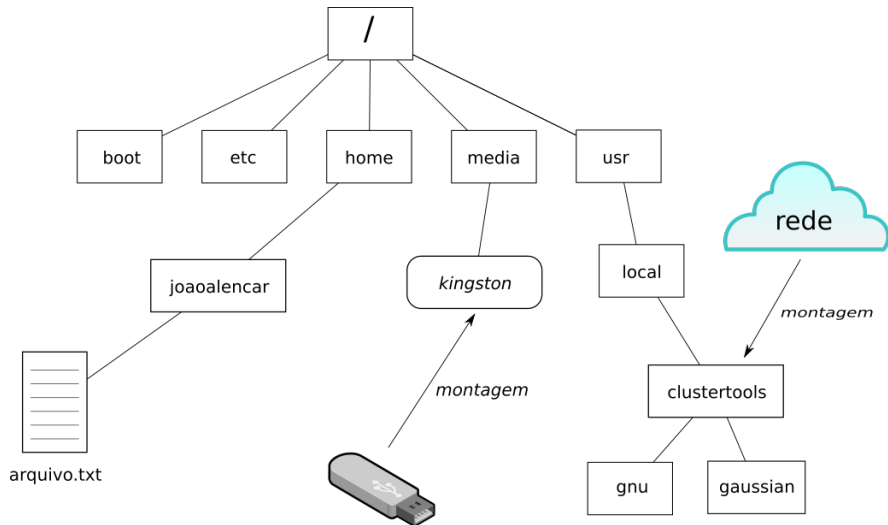 /
boot
etc
home
media
usr
rede
joaoalencar
kingston
local
montagem
montagem
clustertools
arquivo.txt
gnu
gaussian